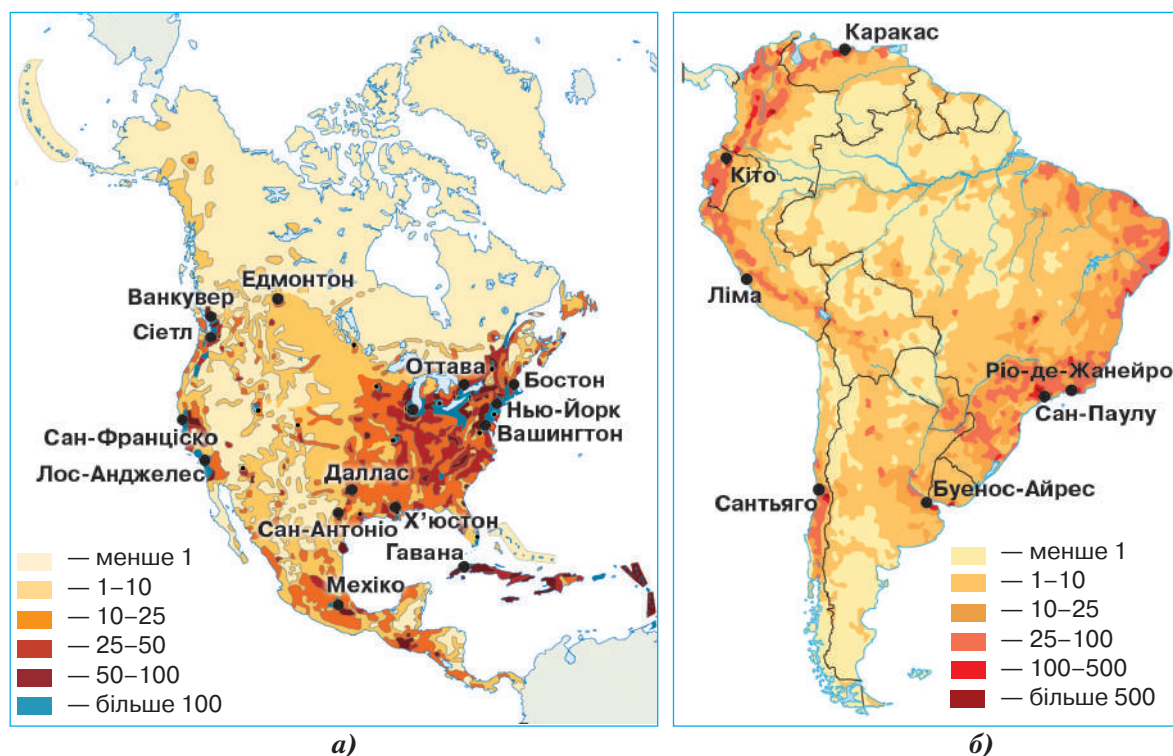 Едмонтон
Ванкувер
Сіетл
Оттава
Бостон
Нью-Йорк
Вашингтон
Сан-Франціско
Лос-Анджелес
Даллас
Х’юстон
Сан-Антоніо
Гавана
Мехіко
— менше 1
— 1–10
— 10–25
— 25–50
— 50–100
— більше 100
а)
Каракас
Кіто
Ліма
Ріо-де-Жанейро
Сан-Паулу
Сантьяго
Буенос-Айрес
— менше 1
— 1–10
— 10–25
— 25–100
— 100–500
— більше 500
б)